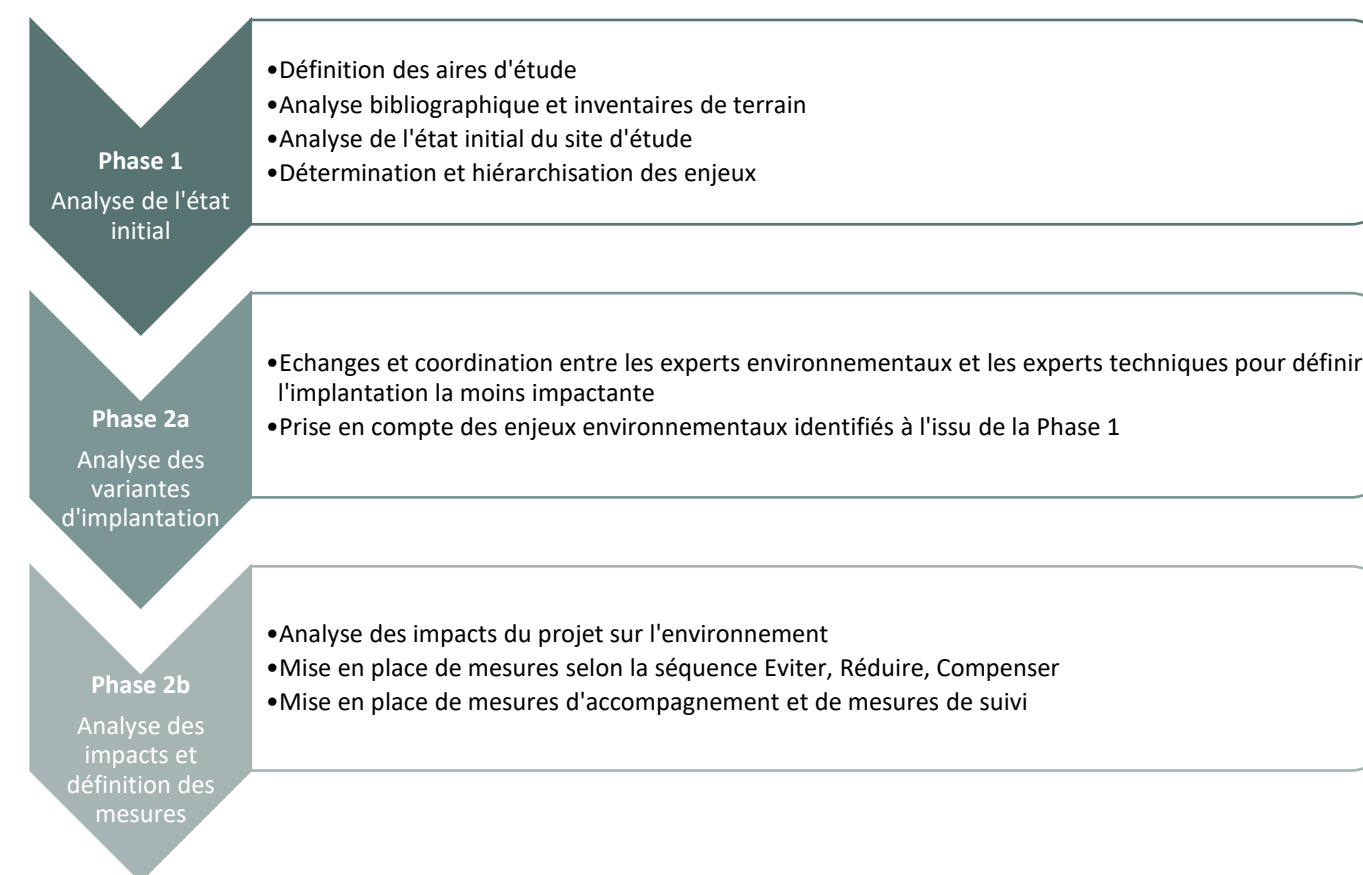 Phase 1
Analyse de l'état
initial
•Définition des aires d'étude
•Analyse bibliographique et inventaires de terrain
•Analyse de l'état initial du site d'étude
•Détermination et hiérarchisation des enjeux
Phase 2a
Analyse des
variantes
d'implantation
•Echanges et coordination entre les experts environnementaux et les experts techniques pour définir
l'implantation la moins impactante
•Prise en compte des enjeux environnementaux identifiés à l'issu de la Phase 1
Phase 2b
Analyse des
impacts et
définition des
mesures
•Analyse des impacts du projet sur l'environnement
•Mise en place de mesures selon la séquence Eviter, Réduire, Compenser
•Mise en place de mesures d'accompagnement et de mesures de suivi